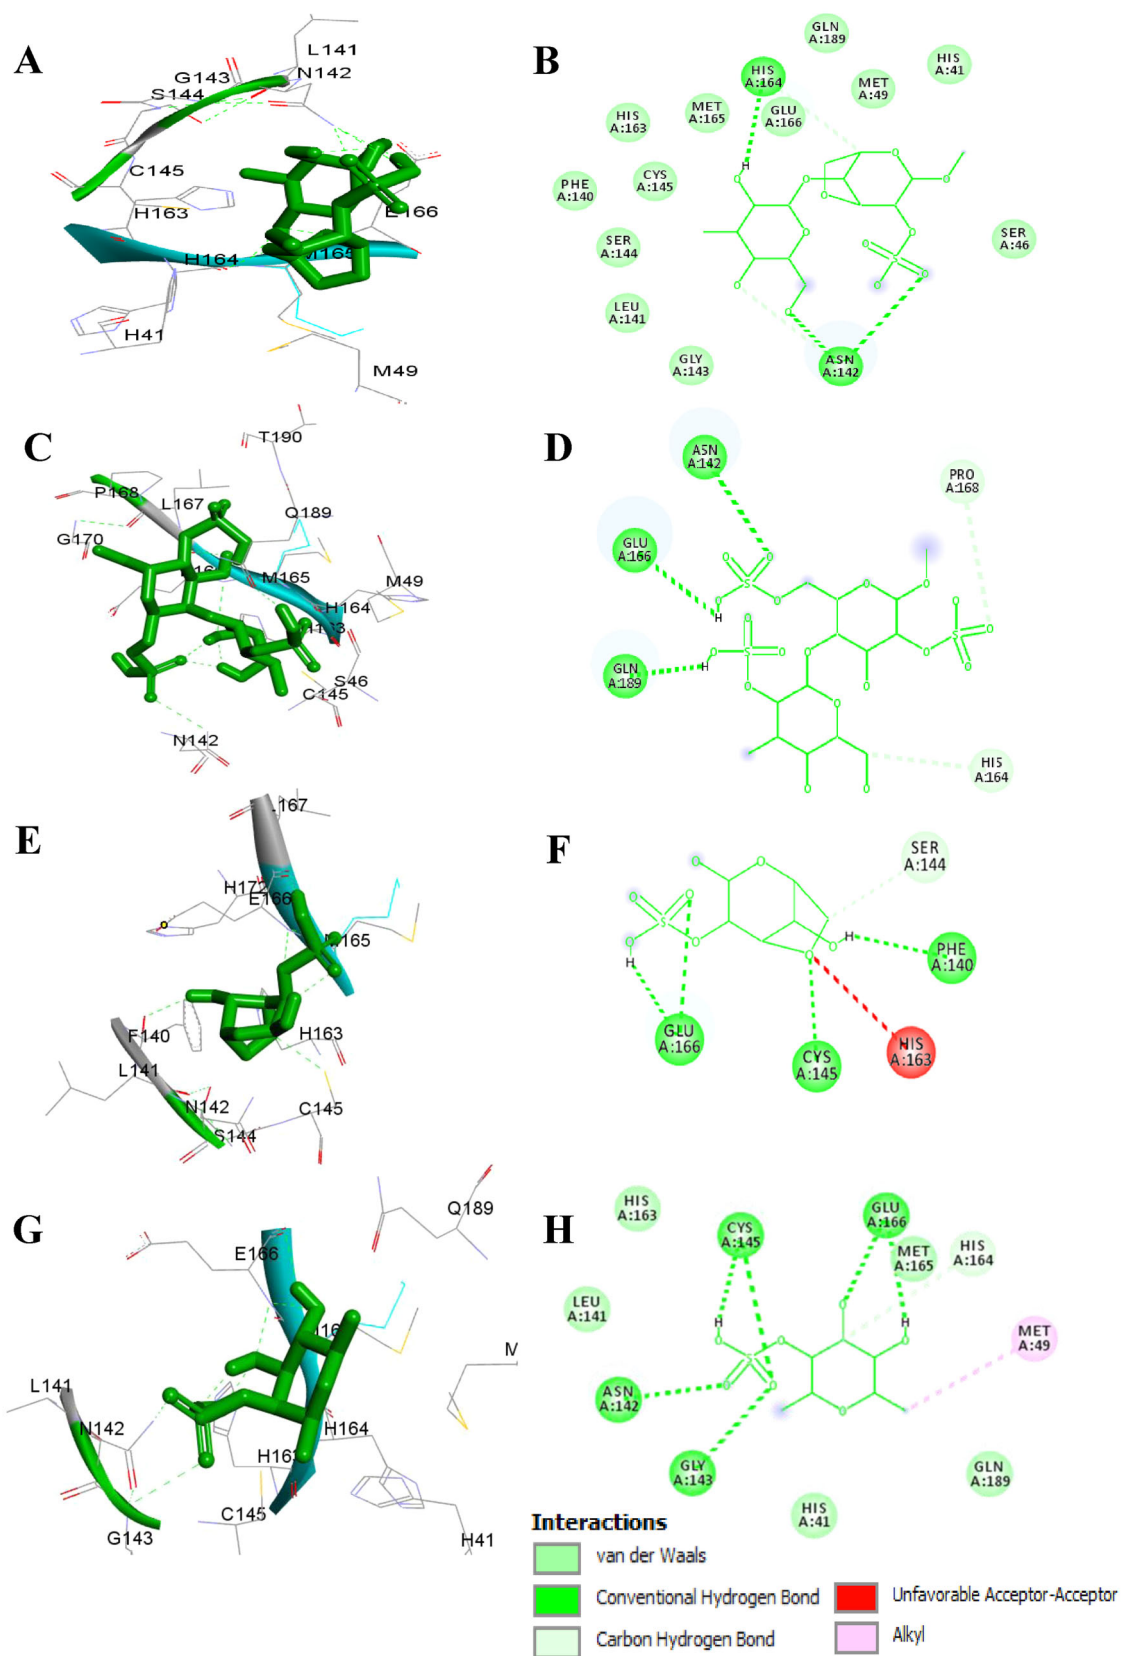 A
L141
G143
N142
S144
C145
H163
E166
H164
M165
H41
M49
B
GLN
A:189
HIS
A:164
MET
A:49
HIS
A:41
MET
A:165
GLU
A:166
HIS
A:163
PHE
A:140
CYS
A:145
SER
A:144
SER
A:46
LEU
A:141
GLY
A:143
ASN
A:142
H
O
O
O
O
O
O
O
O
O
S
O
O
O
O
C
T190
P168
L167
Q189
G170
M165
M49
H164
S46
C145
N142
D
ASN
A:142
PRO
A:168
GLU
A:166
GLN
A:189
HIS
A:164
O
O
S
O
H
O
O
O
O
O
S
O
O
O
H
O
S
O
O
O
O
O
O
O
O
E
L167
H172
E166
M165
F140
H163
L141
N142
S144
C145
F
SER
A:144
PHE
A:140
GLU
A:166
CYS
A:145
HIS
A:163
O
O
O
O
S
O
O
H
O
H
O
G
Q189
E166
L141
N142
H164
H163
C145
G143
H41
M
H
HIS
A:163
CYS
A:145
GLU
A:166
MET
A:165
HIS
A:164
LEU
A:141
MET
A:49
ASN
A:142
GLY
A:143
GLN
A:189
HIS
A:41
H
O
S
O
O
O
O
H
O
O
Interactions
van der Waals
Conventional Hydrogen Bond
Unfavorable Acceptor-Acceptor
Carbon Hydrogen Bond
Alkyl